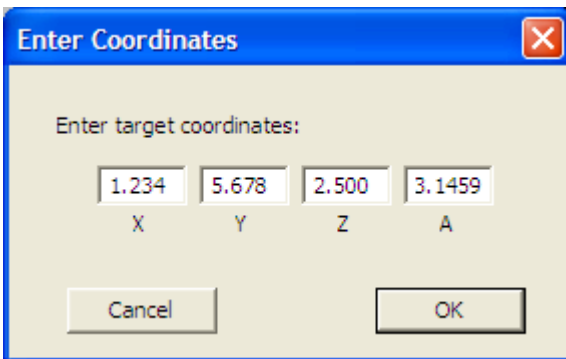 Enter Coordinates
Enter target coordinates:
1.234 5.678 2.500 3.1459
X Y Z A
Cancel OK